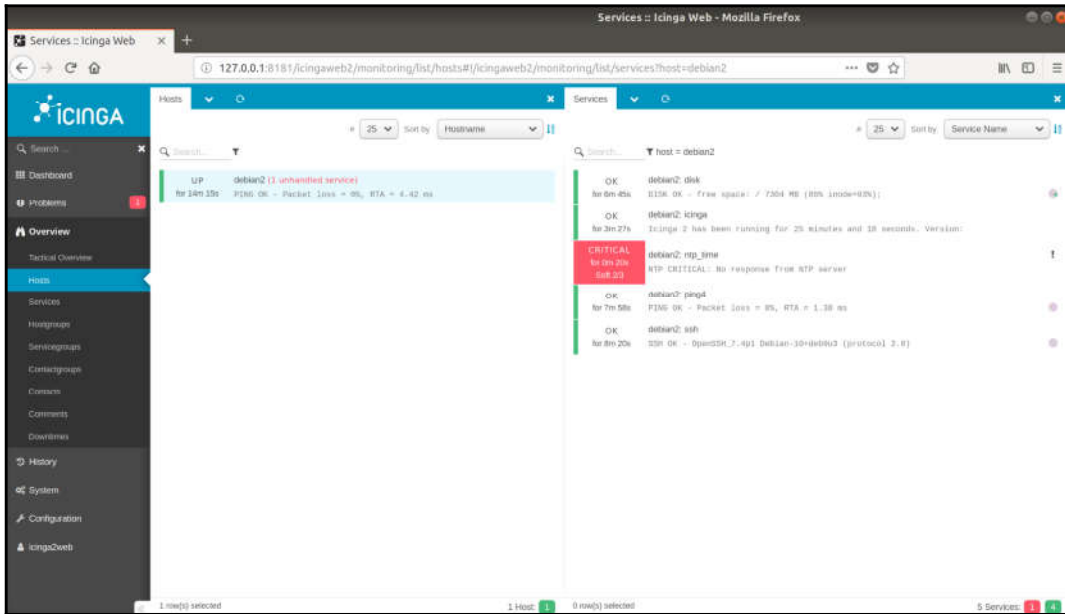 Services :: Icinga Web - Mozilla Firefox
Services :: Icinga Web
127.0.0.1:8181/icingaweb2/monitoring/list/hosts#!/icingaweb2/monitoring/list/services?host=debian2
icinga
Search ...
Dashboard
Problems 1
Overview
Tactical Overview
Hosts
Services
Hostgroups
Servicegroups
Contactgroups
Contacts
Comments
Downtimes
History
System
Configuration
icinga2web
Hosts
# 25 Sort by Hostname
Search...
UP debian2 (1 unhandled service)
for 14m 19s PING OK - Packet loss = 0%, RTA = 4.42 ms
1 row(s) selected 1 Host: 1
Services
# 25 Sort by Service Name
Search...
host = debian2
OK debian2: disk
for 6m 45s DISK OK - free space: / 7304 MB
OK debian2: icinga
for 3m 27s Icinga 2 has been running for 25 minutes and 18 seconds. Version:
CRITICAL debian2: ntp_time
for 0m 20s NTP CRITICAL: No response from NTP server
Soft 2/3
OK debian2: ping4
for 7m 58s PING OK - Packet loss = 0%, RTA = 1.30 ms
OK debian2: ssh
for 8m 20s SSH OK - OpenSSH_7.4p1 Debian-10+deb9u3 (protocol 2.0)
0 row(s) selected 5 Services: 1 4